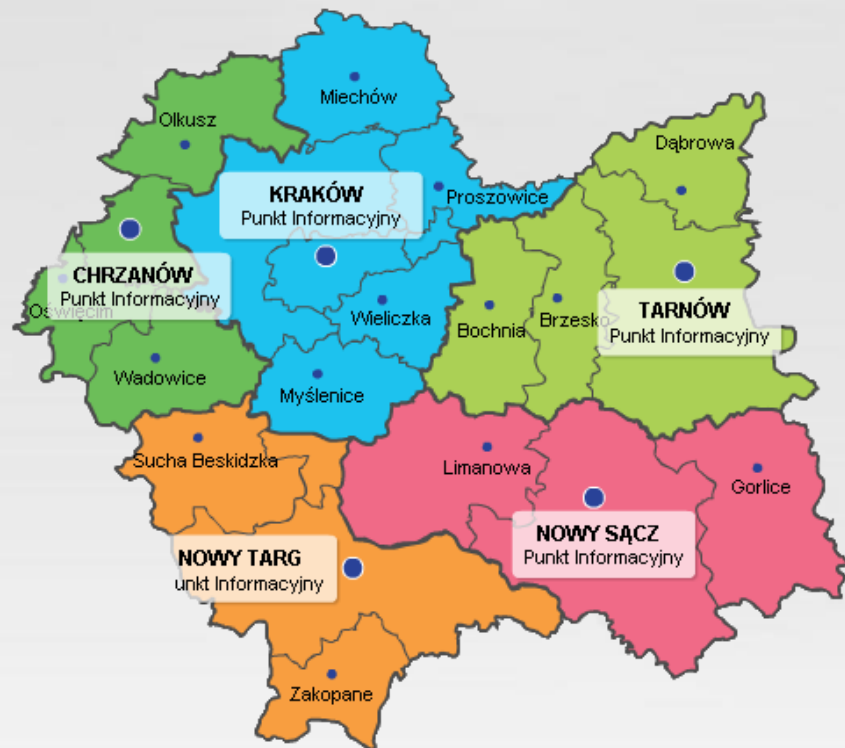 Miechów
Olkusz
Dąbrowa
KRAKÓW
Punkt Informacyjny
Proszowice
CHRZANÓW
Punkt Informacyjny
Oświęcim
TARNÓW
Punkt Informacyjny
Wieliczka
Bochnia
Brzesko
Wadowice
Myślenice
Sucha Beskidzka
Limanowa
Gorlice
NOWY SĄCZ
Punkt Informacyjny
NOWY TARG
unkt Informacyjny
Zakopane